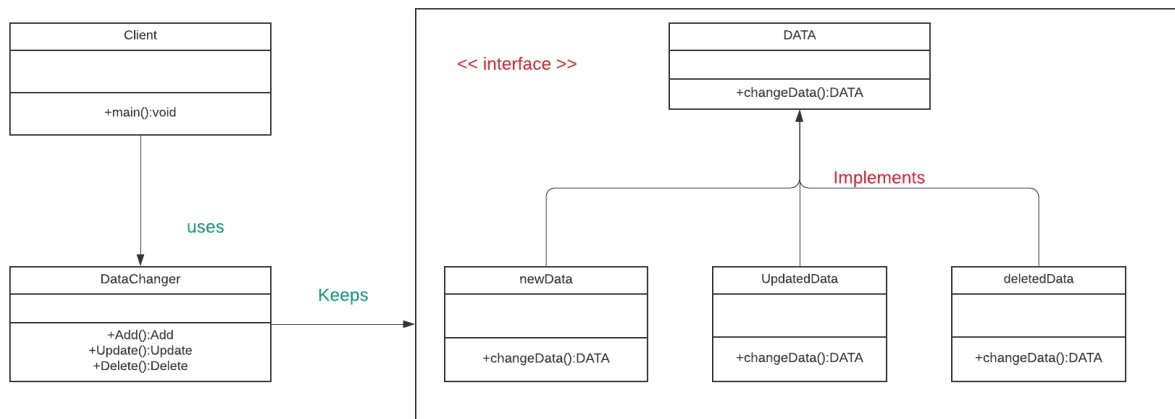 Client
+main():void
uses
DataChanger
+Add():Add
+Update():Update
+Delete():Delete
Keeps
<< interface >>
DATA
+changeData():DATA
Implements
newData
+changeData():DATA
UpdatedData
+changeData():DATA
deletedData
+changeData():DATA